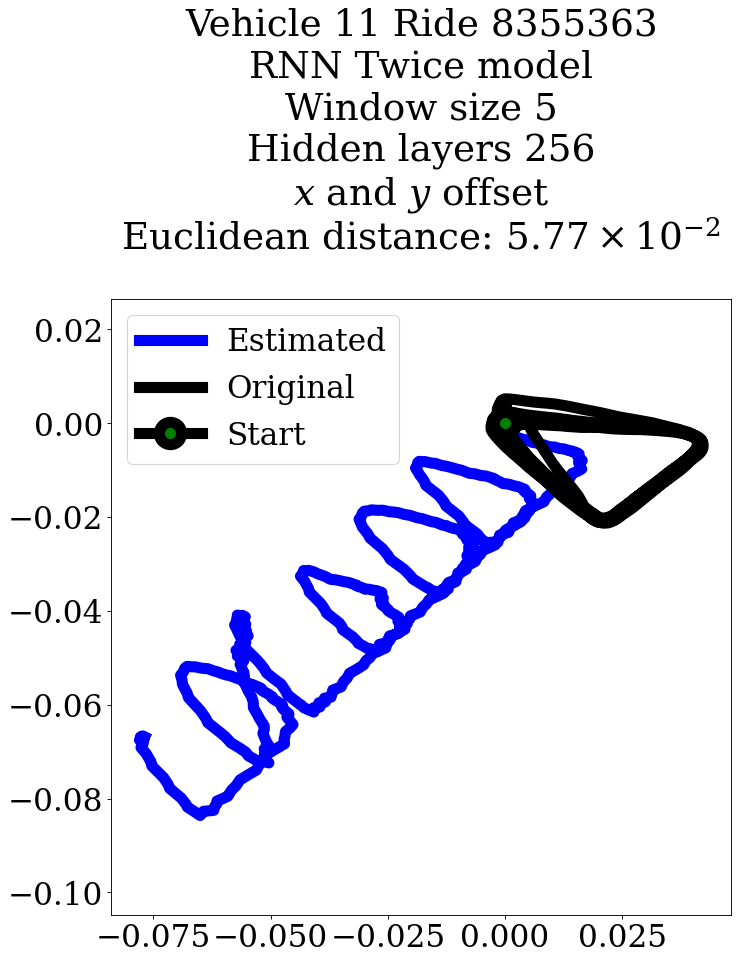 Vehicle 11 Ride 8355363
RNN Twice model
Window size 5
Hidden layers 256
x and y offset
Euclidean distance: 5.77 × 10⁻²
Estimated
Original
Start
0.02
0.00
−0.02
−0.04
−0.06
−0.08
−0.10
−0.075 −0.050 −0.025 0.000 0.025